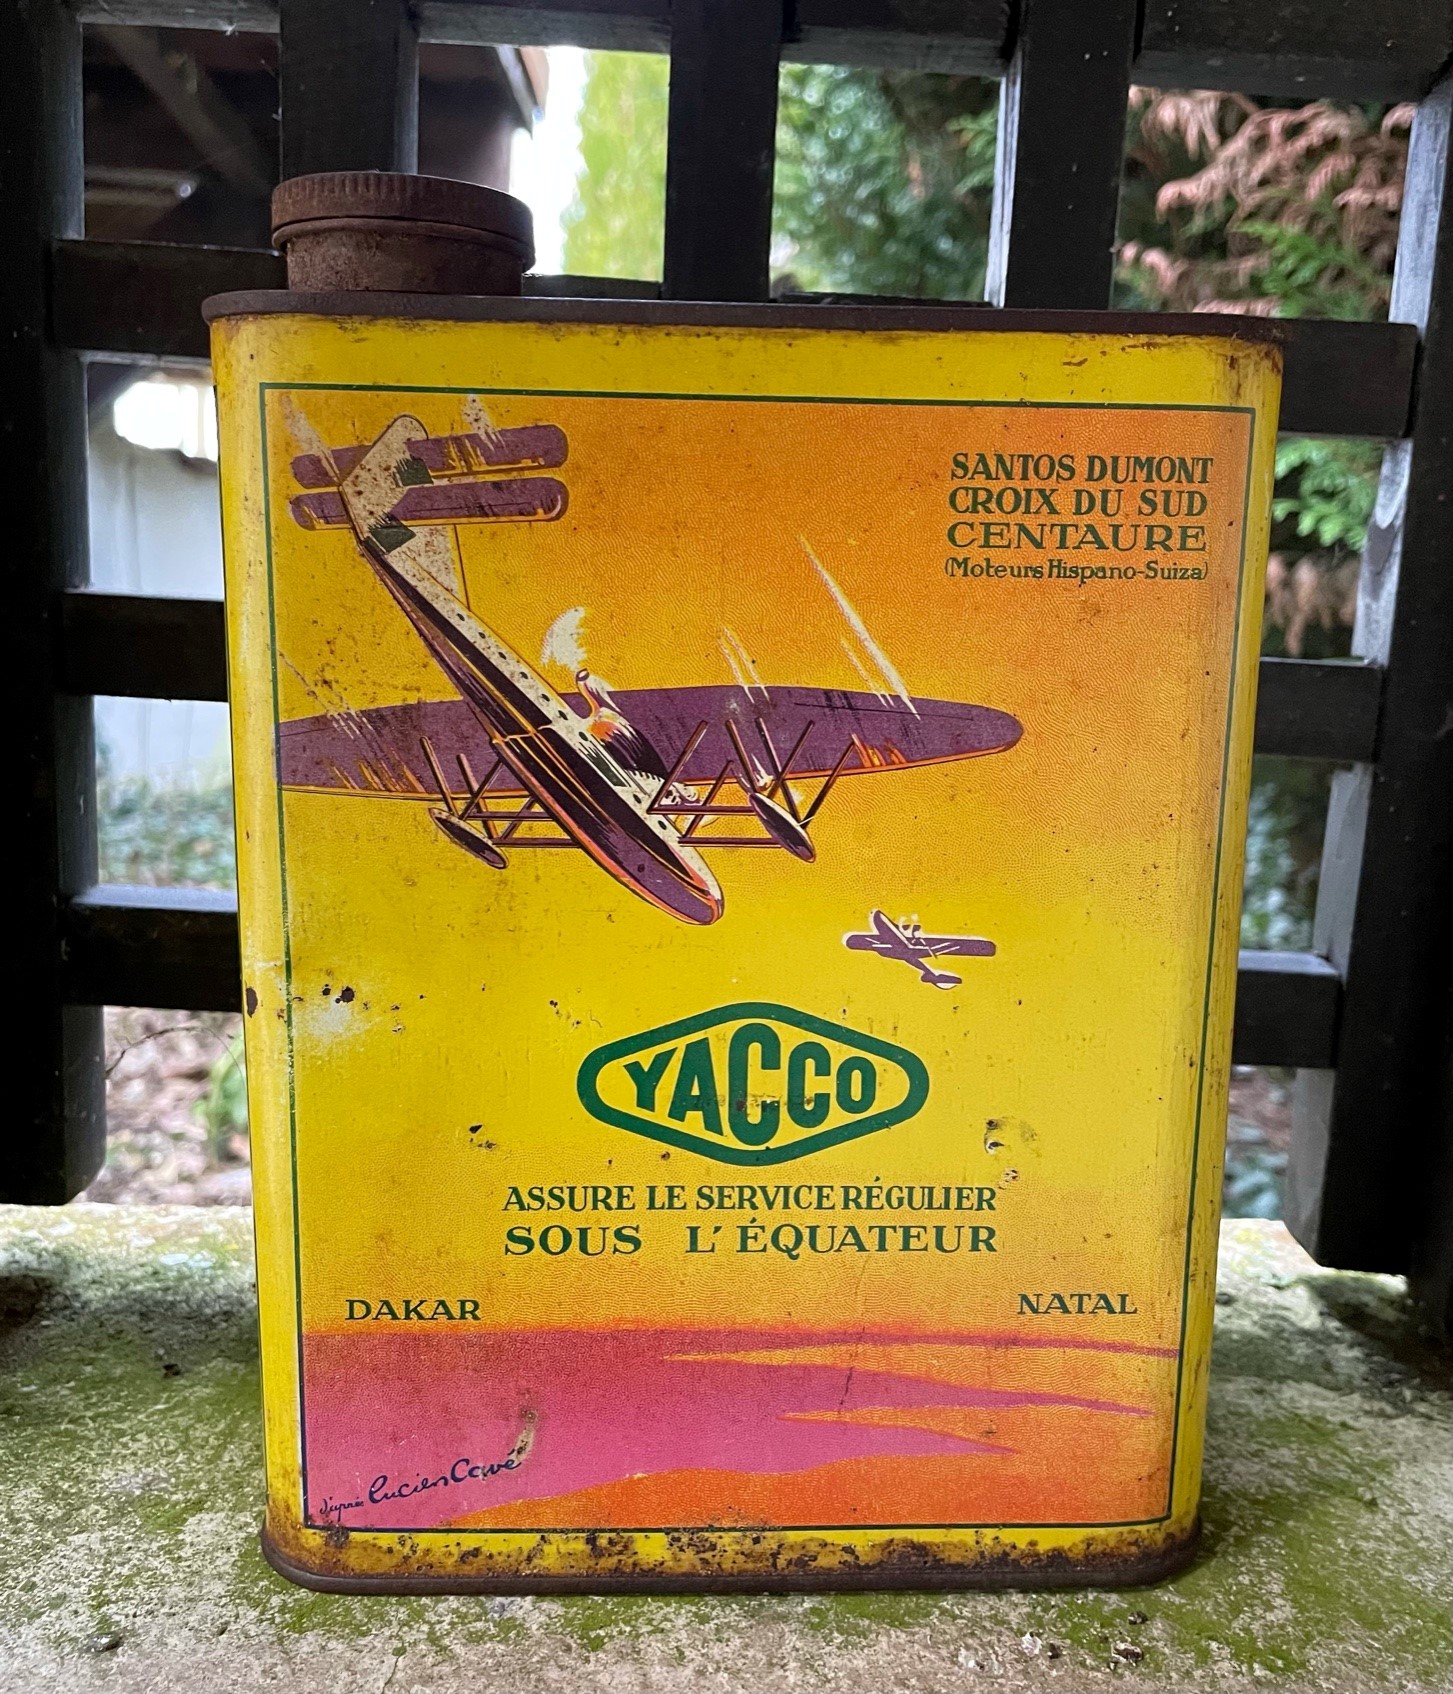 SANTOS DUMONT
CROIX DU SUD
CENTAURE
(Moteurs Hispano-Suiza)
YACCO
ASSURE LE SERVICE RÉGULIER
SOUS L'ÉQUATEUR
DAKAR NATAL
d'après Lucien Cavé